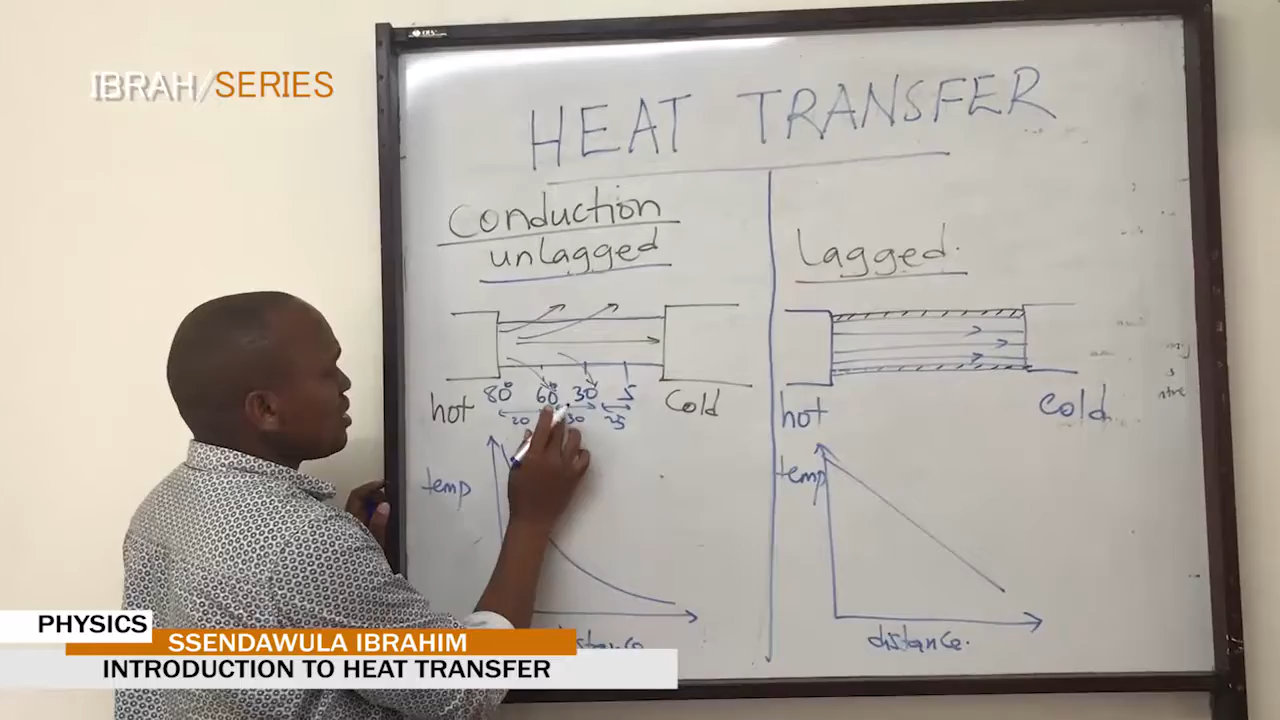 IBRAH/SERIES
HEAT TRANSFER
Conduction
unlagged
80° 60° 30° 5
hot
cold
20 30 25
temp
Lagged.
hot
cold
temp
distance.
PHYSICS
SSENDAWULA IBRAHIM
INTRODUCTION TO HEAT TRANSFER